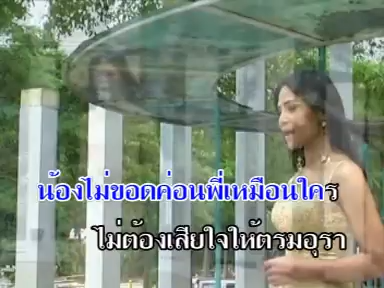 น้องไม่ขอดค่อนพี่เหมือนใคร
ไม่ต้องเสียใจให้ตรมอุรา